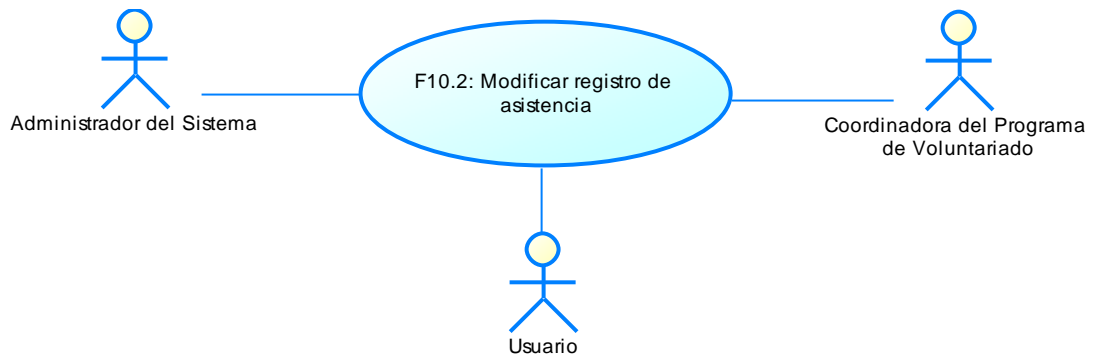 F10.2: Modificar registro de
asistencia
Administrador del Sistema
Coordinadora del Programa
de Voluntariado
Usuario